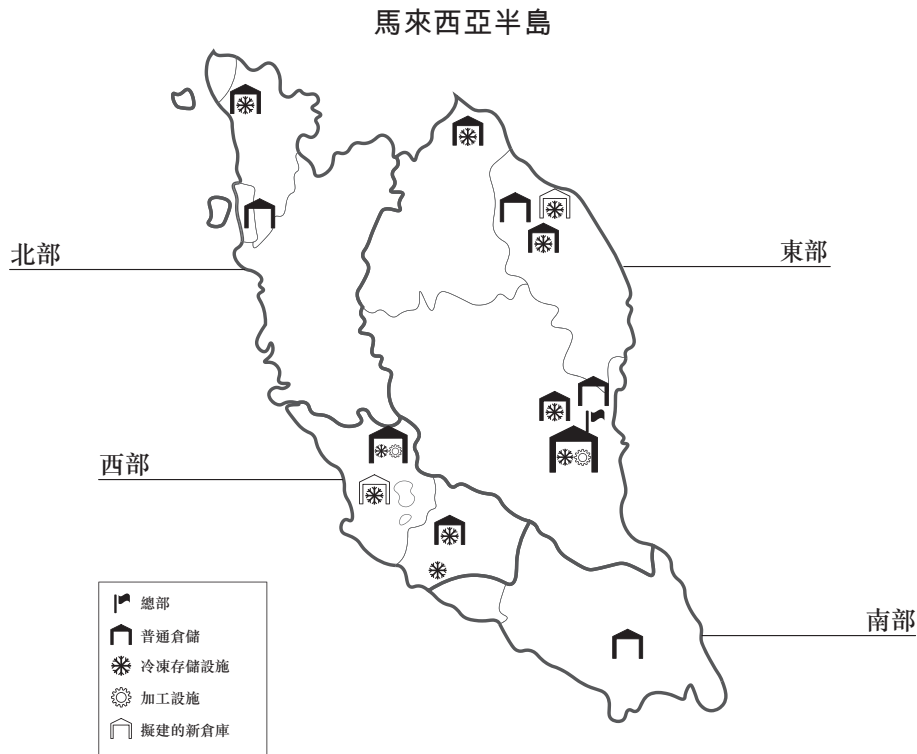 馬來西亞半島
北部
東部
西部
南部
總部
普通倉儲
冷凍存儲設施
加工設施
擬建的新倉庫